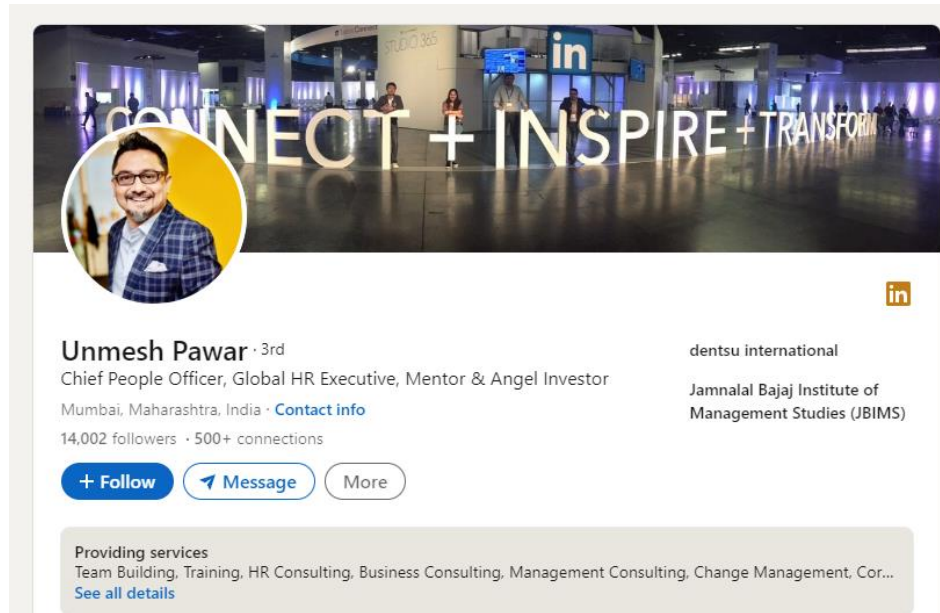 STUDIO 365
in
CONNECT + INSPIRE + TRANSFORM
in
Unmesh Pawar · 3rd
Chief People Officer, Global HR Executive, Mentor & Angel Investor
Mumbai, Maharashtra, India · Contact info
14,002 followers · 500+ connections
dentsu international
Jamnalal Bajaj Institute of
Management Studies (JBIMS)
+ Follow
Message
More
Providing services
Team Building, Training, HR Consulting, Business Consulting, Management Consulting, Change Management, Cor...
See all details